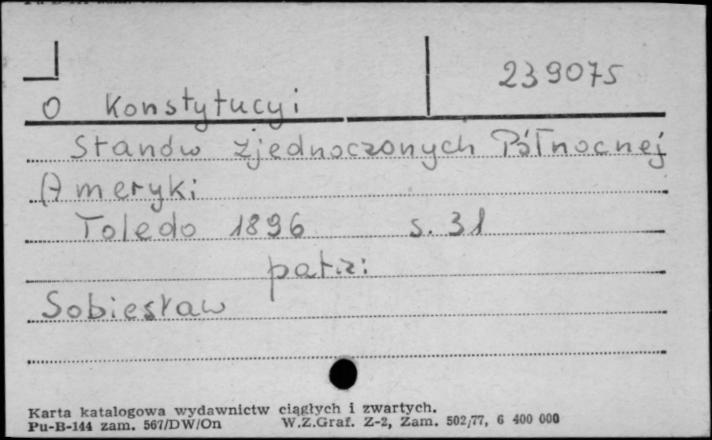 239075
O Konstytucyi
Stanów Zjednoczonych Północnej
Ameryki
Toledo 1896 s. 31
patrz:
Sobiesław
Karta katalogowa wydawnictw ciągłych i zwartych.
Pu-B-144 zam. 567/DW/On W.Z.Graf. Z-2, Zam. 502/77, 6 400 000